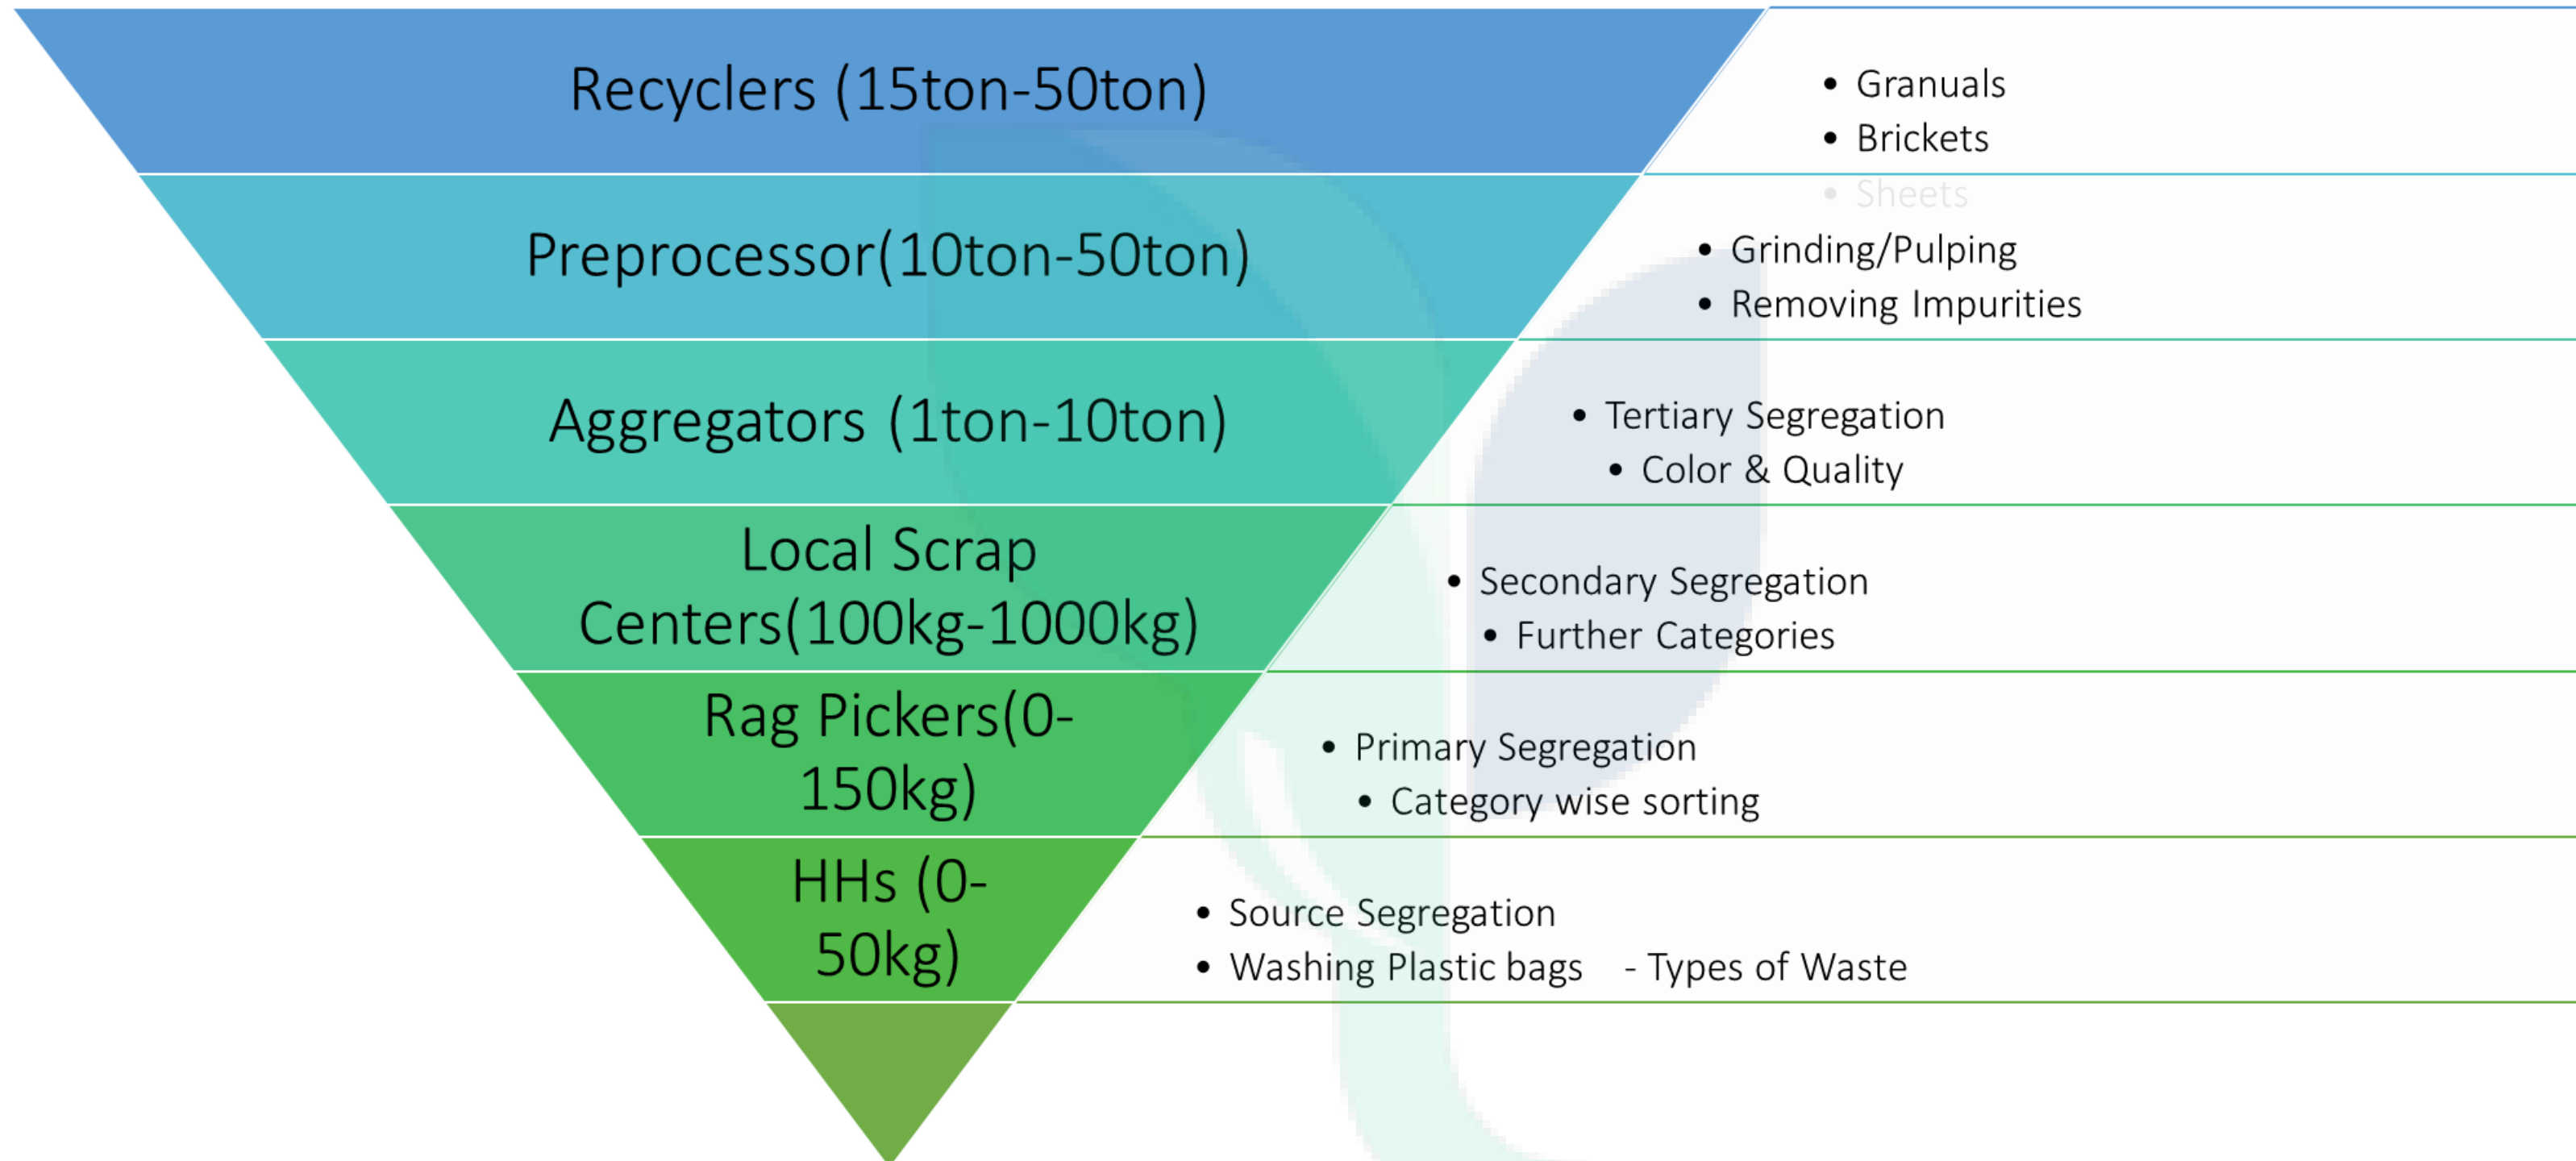 Recyclers (15ton-50ton)
• Granuals
• Brickets
• Sheets
Preprocessor(10ton-50ton)
• Grinding/Pulping
• Removing Impurities
Aggregators (1ton-10ton)
• Tertiary Segregation
• Color & Quality
Local Scrap
Centers(100kg-1000kg)
• Secondary Segregation
• Further Categories
Rag Pickers(0-
150kg)
• Primary Segregation
• Category wise sorting
HHs (0-
50kg)
• Source Segregation
• Washing Plastic bags - Types of Waste